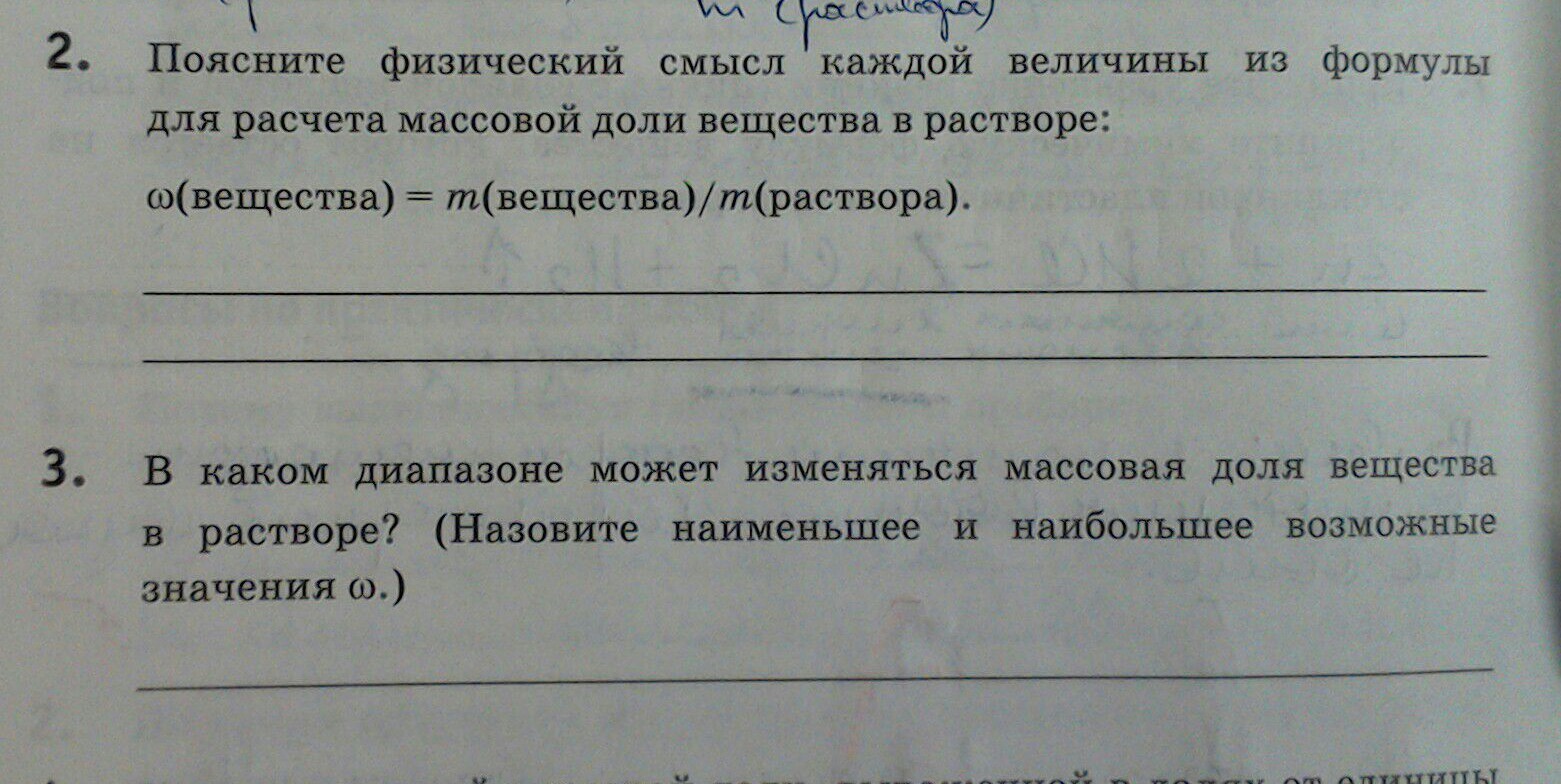 m (раствора)
2. Поясните физический смысл каждой величины из формулы
для расчета массовой доли вещества в растворе:
ω(вещества) = m(вещества)/m(раствора).
3. В каком диапазоне может изменяться массовая доля вещества
в растворе? (Назовите наименьшее и наибольшее возможные
значения ω.)